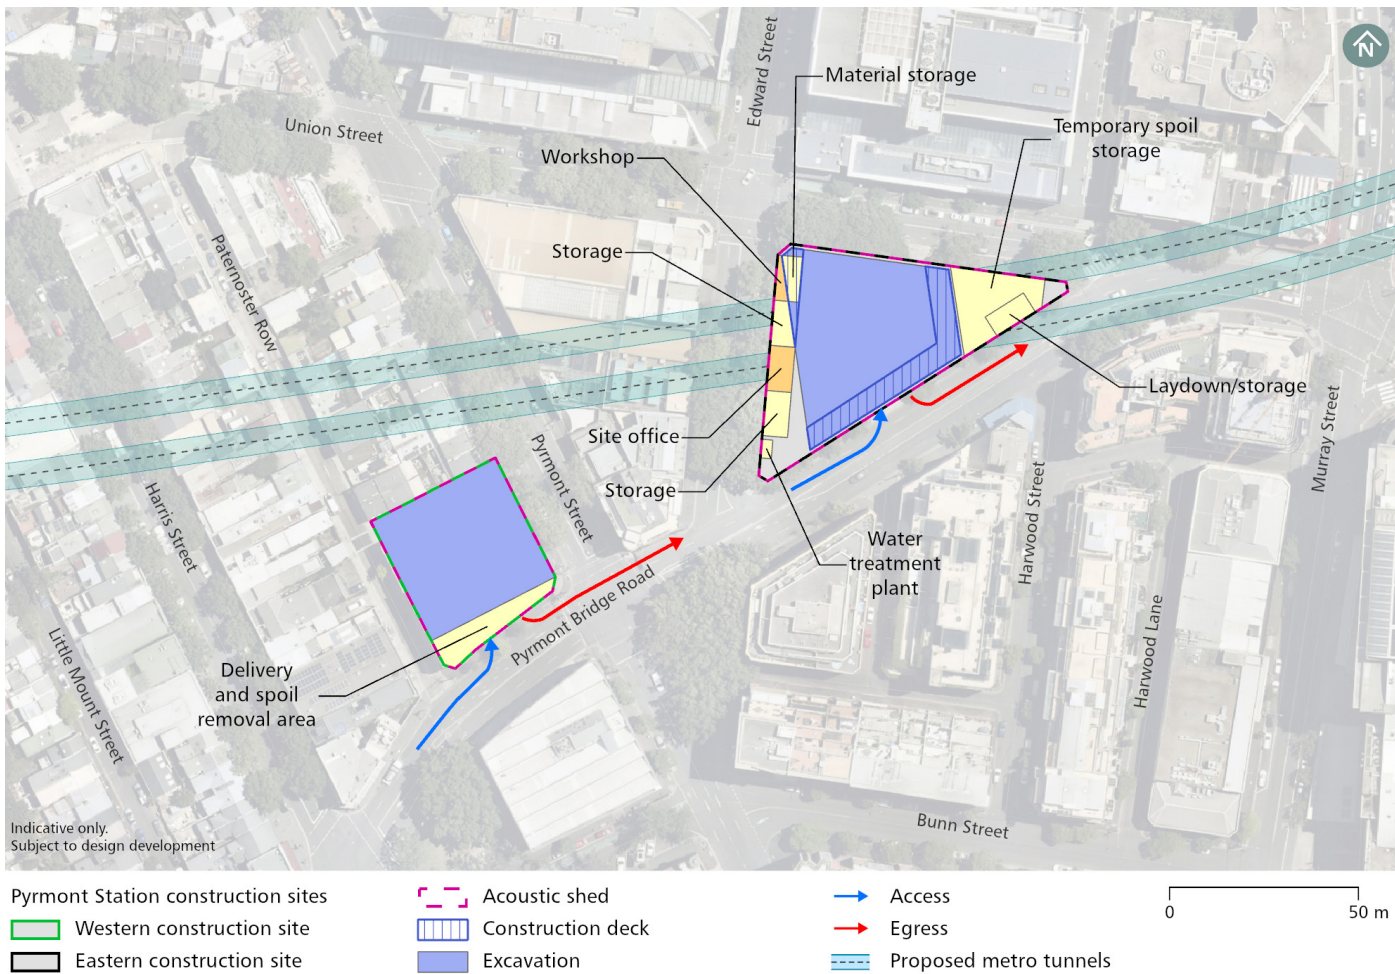 N
Edward Street
Material storage
Union Street
Temporary spoil
storage
Workshop
Paternoster Row
Storage
Laydown/storage
Murray Street
Site office
Pyrmont Street
Storage
Harris Street
Harwood Street
Water
treatment
plant
Pyrmont Bridge Road
Harwood Lane
Little Mount Street
Delivery
and spoil
removal area
Bunn Street
Indicative only.
Subject to design development
Pyrmont Station construction sites
Western construction site
Eastern construction site
Acoustic shed
Construction deck
Excavation
Access
Egress
Proposed metro tunnels
0 50 m